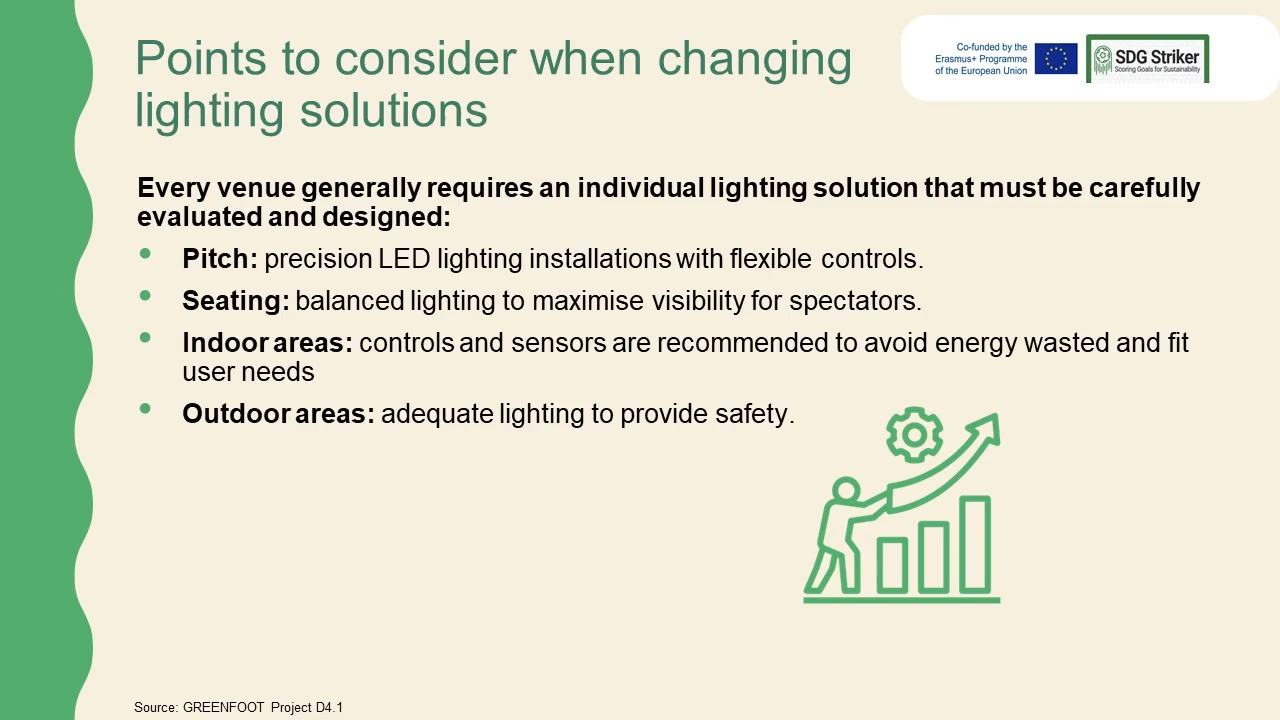 Points to consider when changing
lighting solutions
Co-funded by the
Erasmus+ Programme
of the European Union
SDG Striker
Scoring Goals for Sustainability
Every venue generally requires an individual lighting solution that must be carefully
evaluated and designed:
• Pitch: precision LED lighting installations with flexible controls.
• Seating: balanced lighting to maximise visibility for spectators.
• Indoor areas: controls and sensors are recommended to avoid energy wasted and fit
user needs
• Outdoor areas: adequate lighting to provide safety.
Source: GREENFOOT Project D4.1